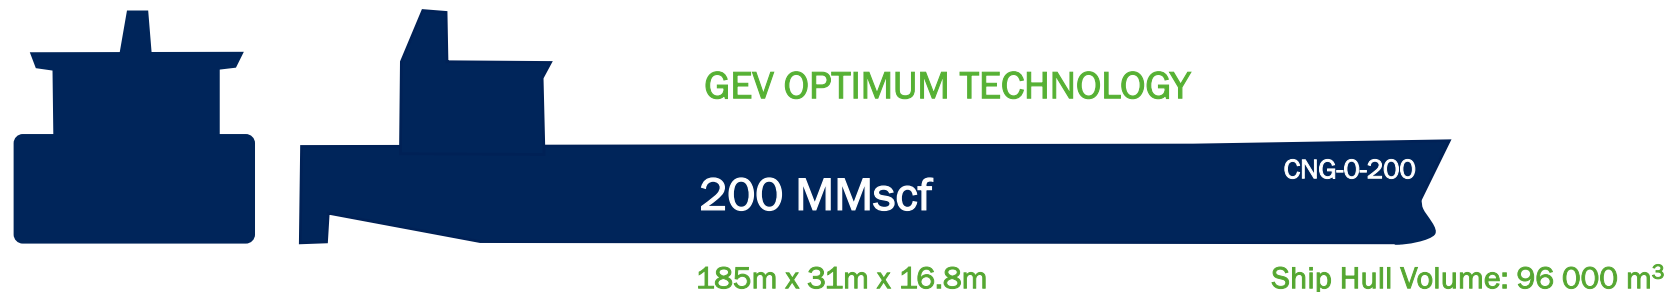 GEV OPTIMUM TECHNOLOGY
CNG-0-200
200 MMscf
185m x 31m x 16.8m
Ship Hull Volume: 96 000 m³